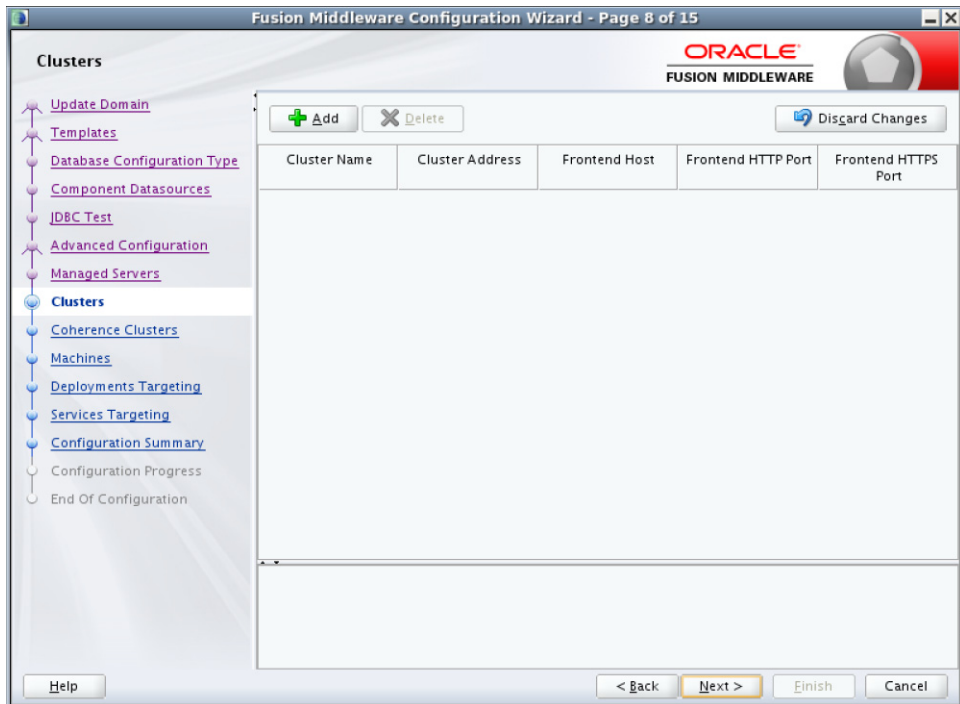 Fusion Middleware Configuration Wizard - Page 8 of 15
Clusters
ORACLE
FUSION MIDDLEWARE
Update Domain
Templates
Database Configuration Type
Component Datasources
JDBC Test
Advanced Configuration
Managed Servers
Clusters
Coherence Clusters
Machines
Deployments Targeting
Services Targeting
Configuration Summary
Configuration Progress
End Of Configuration
Add
Delete
Discard Changes
Cluster Name
Cluster Address
Frontend Host
Frontend HTTP Port
Frontend HTTPS
Port
Help
< Back
Next >
Finish
Cancel